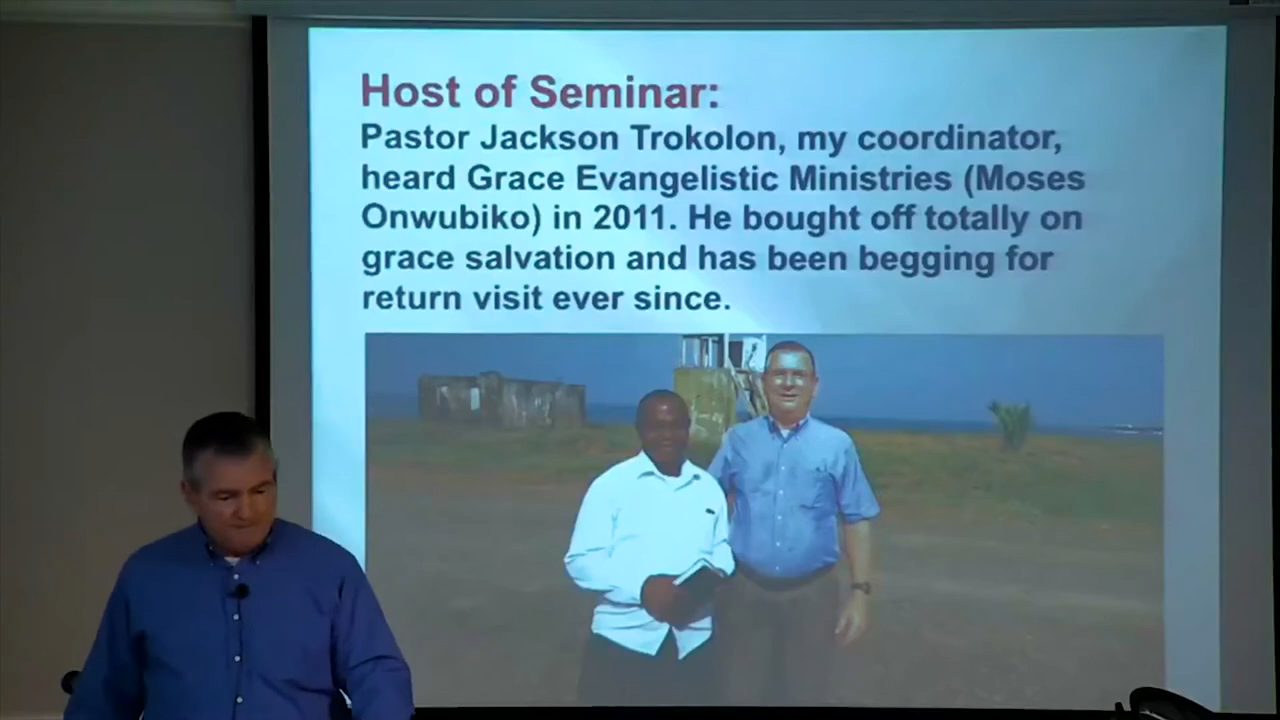 Host of Seminar:
Pastor Jackson Trokolon, my coordinator,
heard Grace Evangelistic Ministries (Moses
Onwubiko) in 2011. He bought off totally on
grace salvation and has been begging for
return visit ever since.